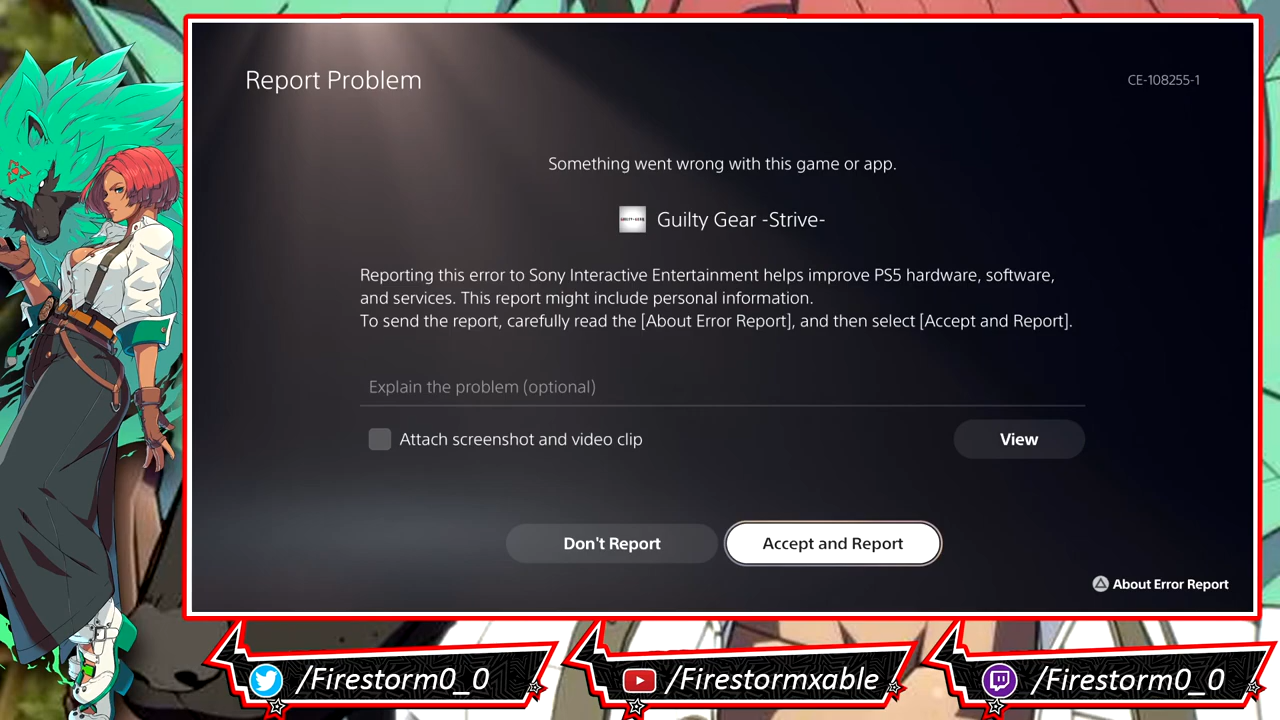 Report Problem
CE-108255-1
Something went wrong with this game or app.
Guilty Gear -Strive-
Reporting this error to Sony Interactive Entertainment helps improve PS5 hardware, software,
and services. This report might include personal information.
To send the report, carefully read the [About Error Report], and then select [Accept and Report].
Explain the problem (optional)
Attach screenshot and video clip
View
Don't Report
Accept and Report
About Error Report
/Firestorm0_0
/Firestormxable
/Firestorm0_0